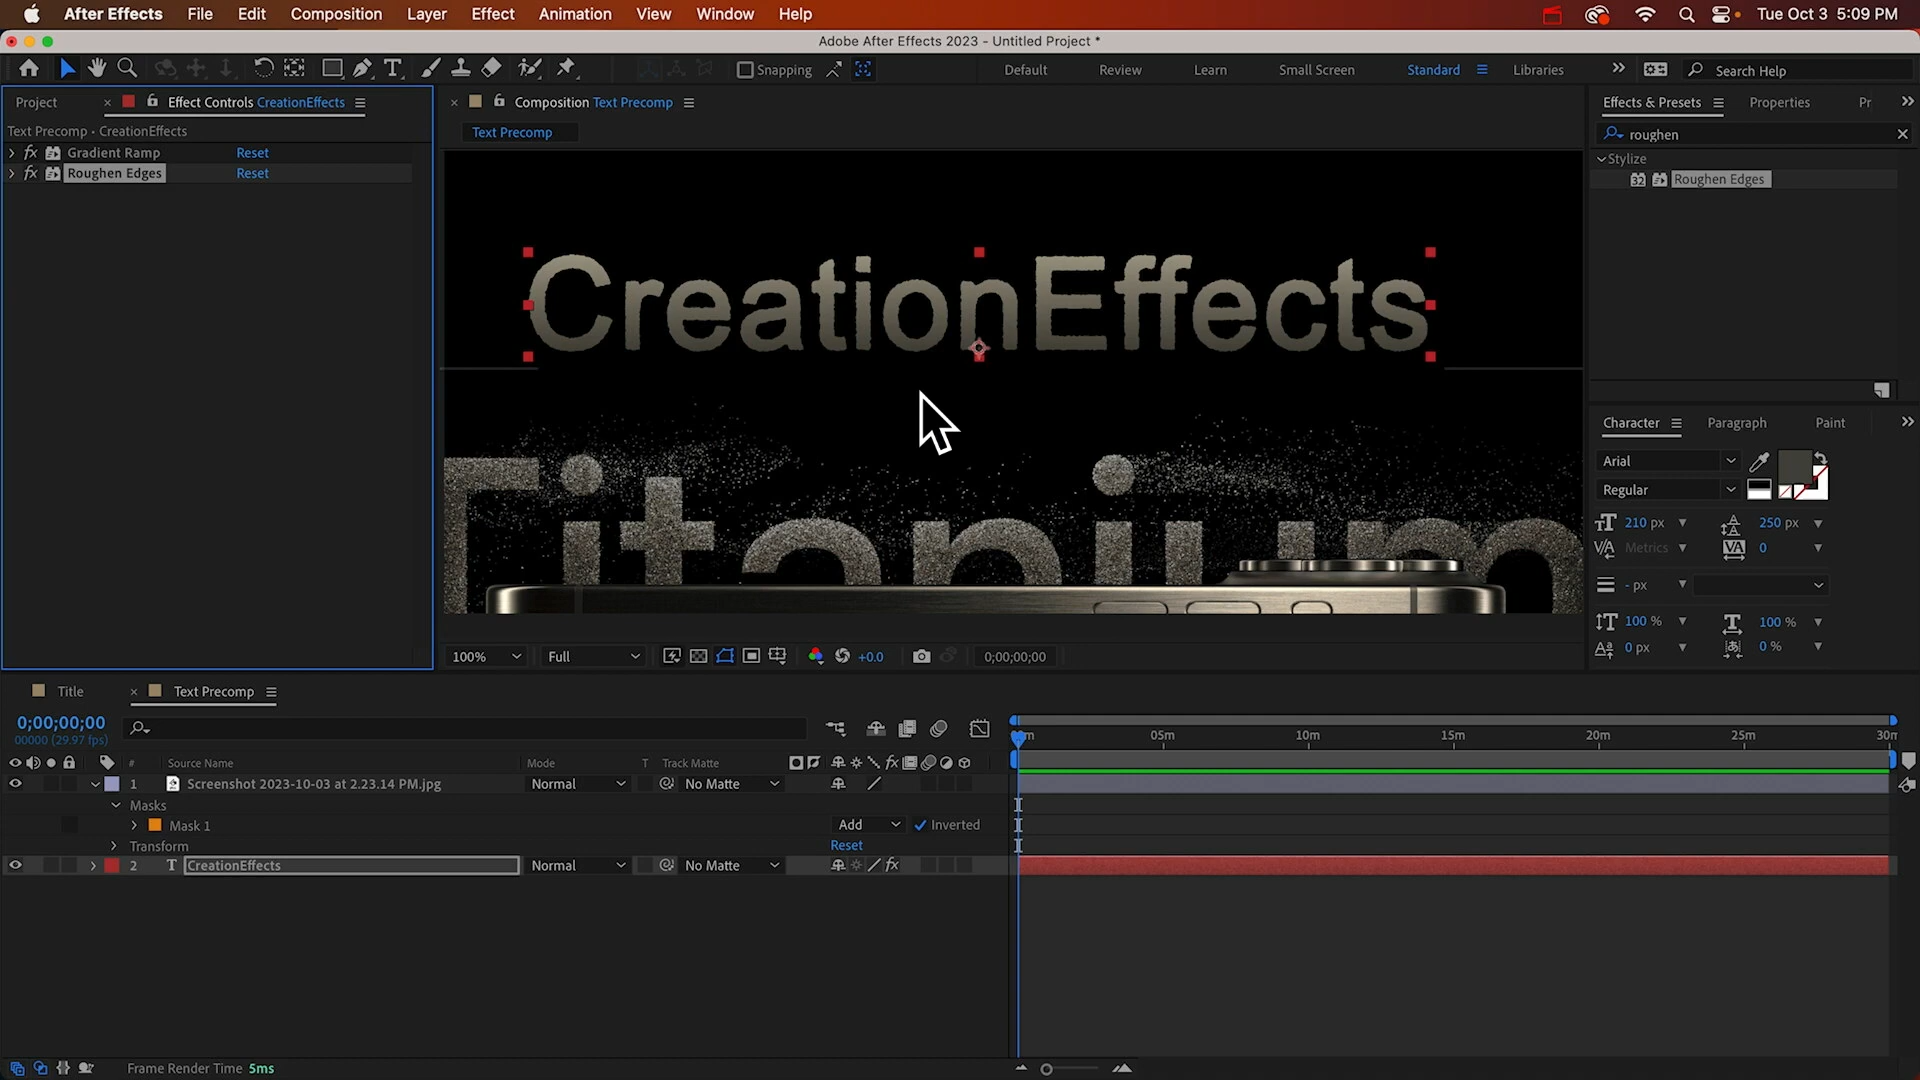 After Effects File Edit Composition Layer Effect Animation View Window Help Tue Oct 3 5:09 PM
Adobe After Effects 2023 - Untitled Project *
Snapping Default Review Learn Small Screen Standard Libraries Search Help
Project Effect Controls CreationEffects
Text Precomp • CreationEffects
fx Gradient Ramp Reset
fx Roughen Edges Reset
Composition Text Precomp
Text Precomp
CreationEffects
Titanium
100% Full +0.0 0;00;00;00
Effects & Presets Properties Pr
roughen
Stylize
32 Roughen Edges
Character Paragraph Paint
Arial
Regular
210 px 250 px
Metrics 0
- px
100 % 100 %
0 px 0 %
Title Text Precomp
0;00;00;00
00000 (29.97 fps)
05m 10m 15m 20m 25m 30m
# Source Name Mode T Track Matte
1 Screenshot 2023-10-03 at 2.23.14 PM.jpg Normal No Matte
Masks
Mask 1 Add Inverted
Transform Reset
2 T CreationEffects Normal No Matte fx
Frame Render Time 5ms